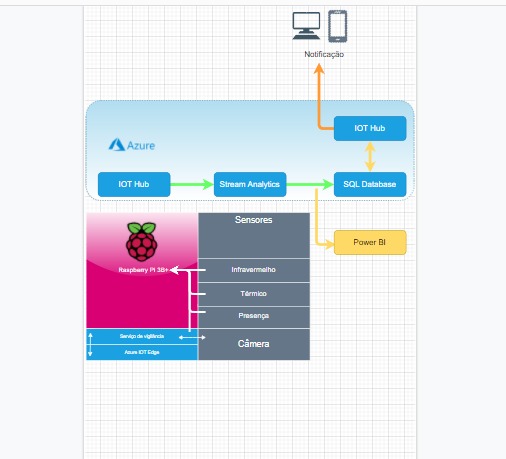 Notificação
IOT Hub
Azure
IOT Hub
Stream Analytics
SQL Database
Sensores
Power BI
Raspberry Pi 3B+
Infravermelho
Térmico
Presença
Serviço de vigilância
Câmera
Azure IOT Edge